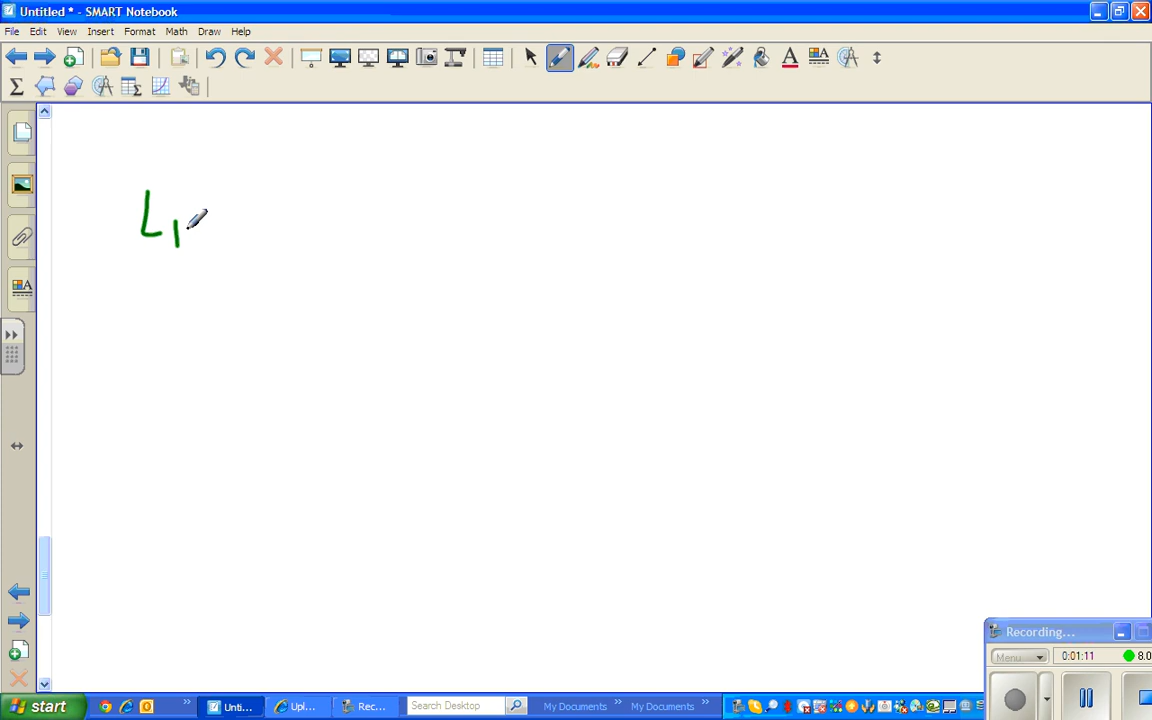 Untitled * - SMART Notebook
File Edit View Insert Format Math Draw Help
L1
Recording...
Menu 0:01:11 8.0
start Unti... Upl... Rec... Search Desktop My Documents » My Documents »